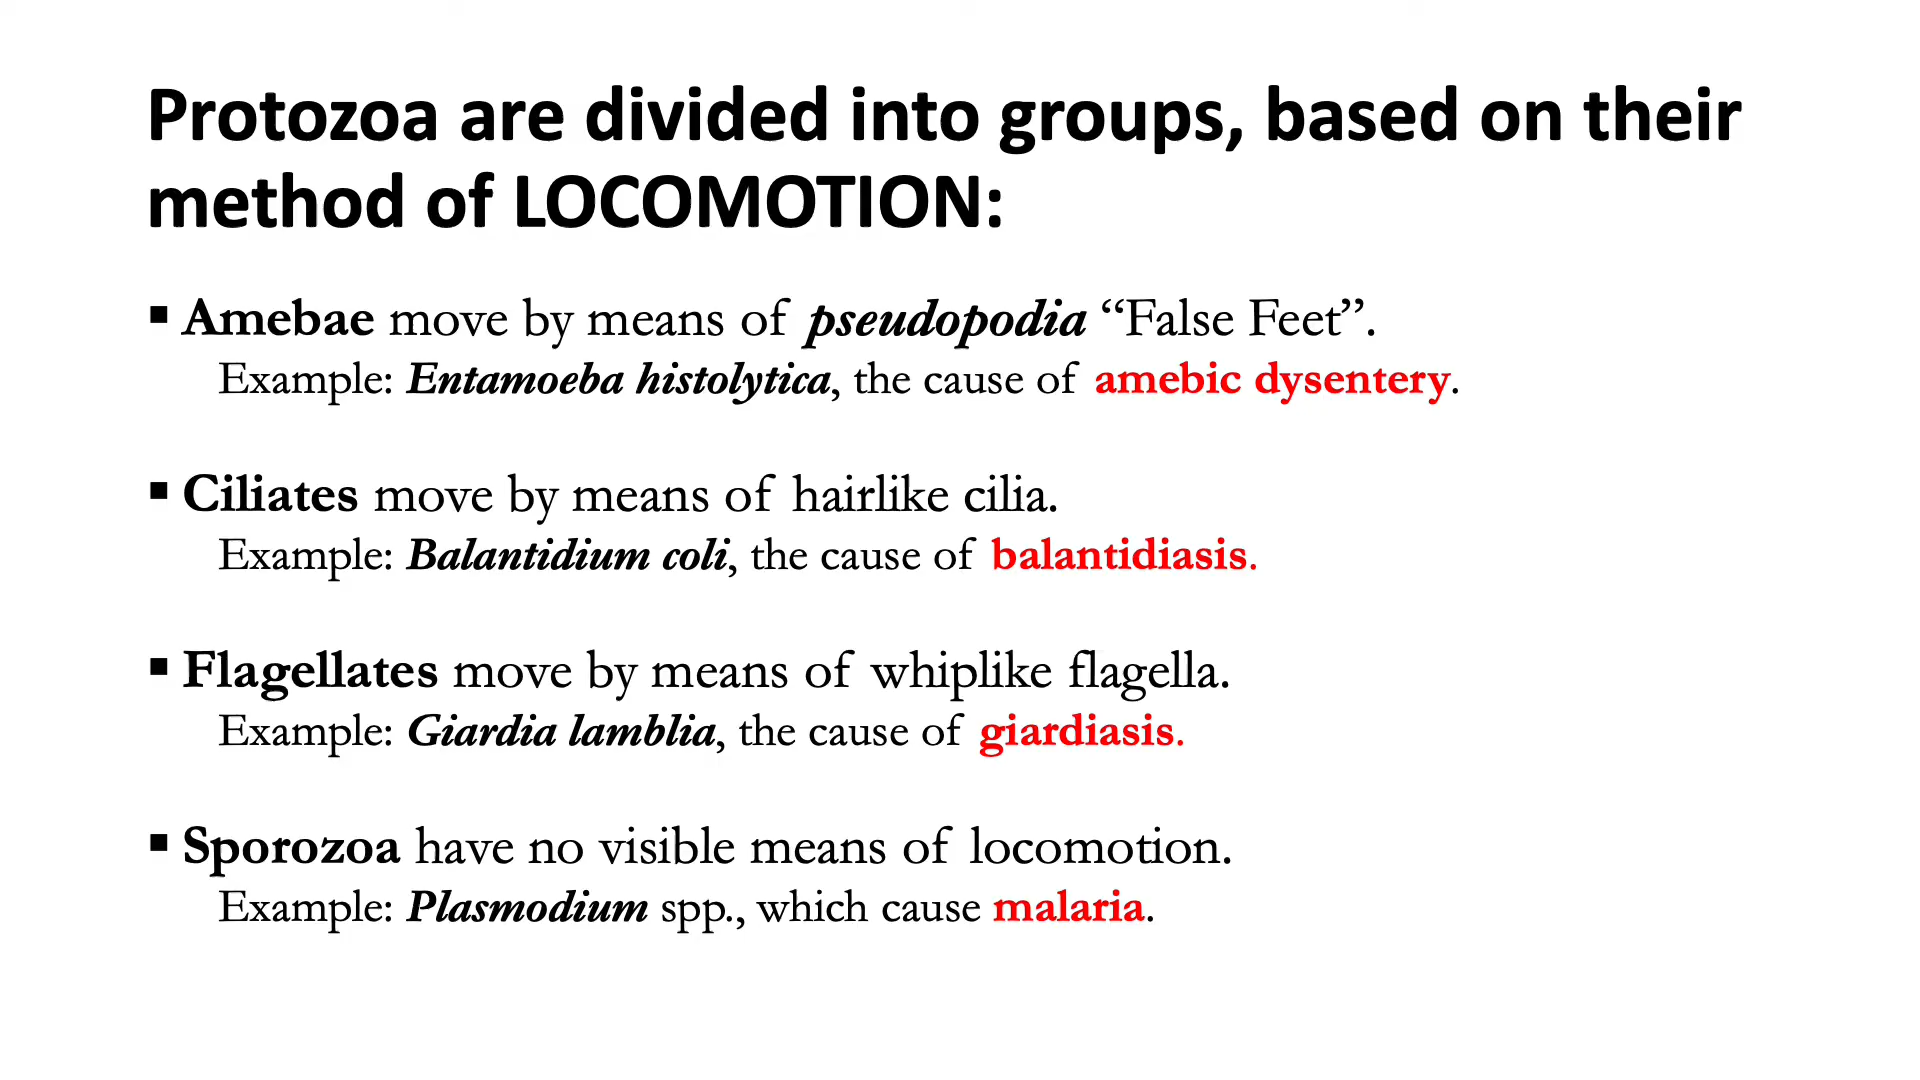 Protozoa are divided into groups, based on their
method of LOCOMOTION:
▪ Amebae move by means of pseudopodia “False Feet”.
Example: Entamoeba histolytica, the cause of amebic dysentery.
▪ Ciliates move by means of hairlike cilia.
Example: Balantidium coli, the cause of balantidiasis.
▪ Flagellates move by means of whiplike flagella.
Example: Giardia lamblia, the cause of giardiasis.
▪ Sporozoa have no visible means of locomotion.
Example: Plasmodium spp., which cause malaria.